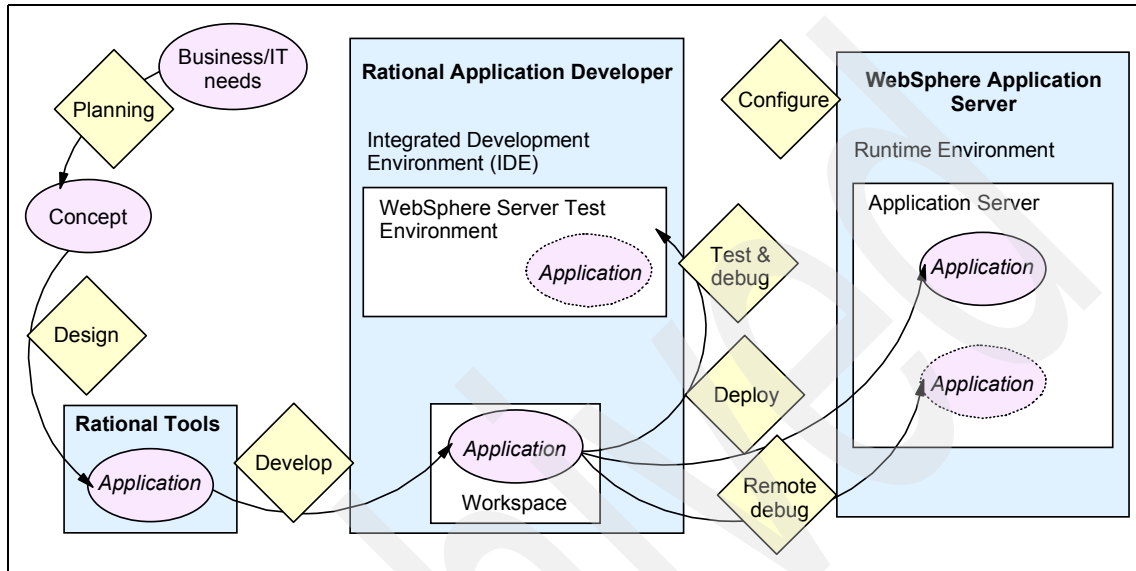 Business/IT
needs
Planning
Concept
Design
Rational Tools
Application
Develop
Rational Application Developer
Integrated Development
Environment (IDE)
WebSphere Server Test
Environment
Application
Application
Workspace
Test &
debug
Deploy
Remote
debug
Configure
WebSphere Application
Server
Runtime Environment
Application Server
Application
Application